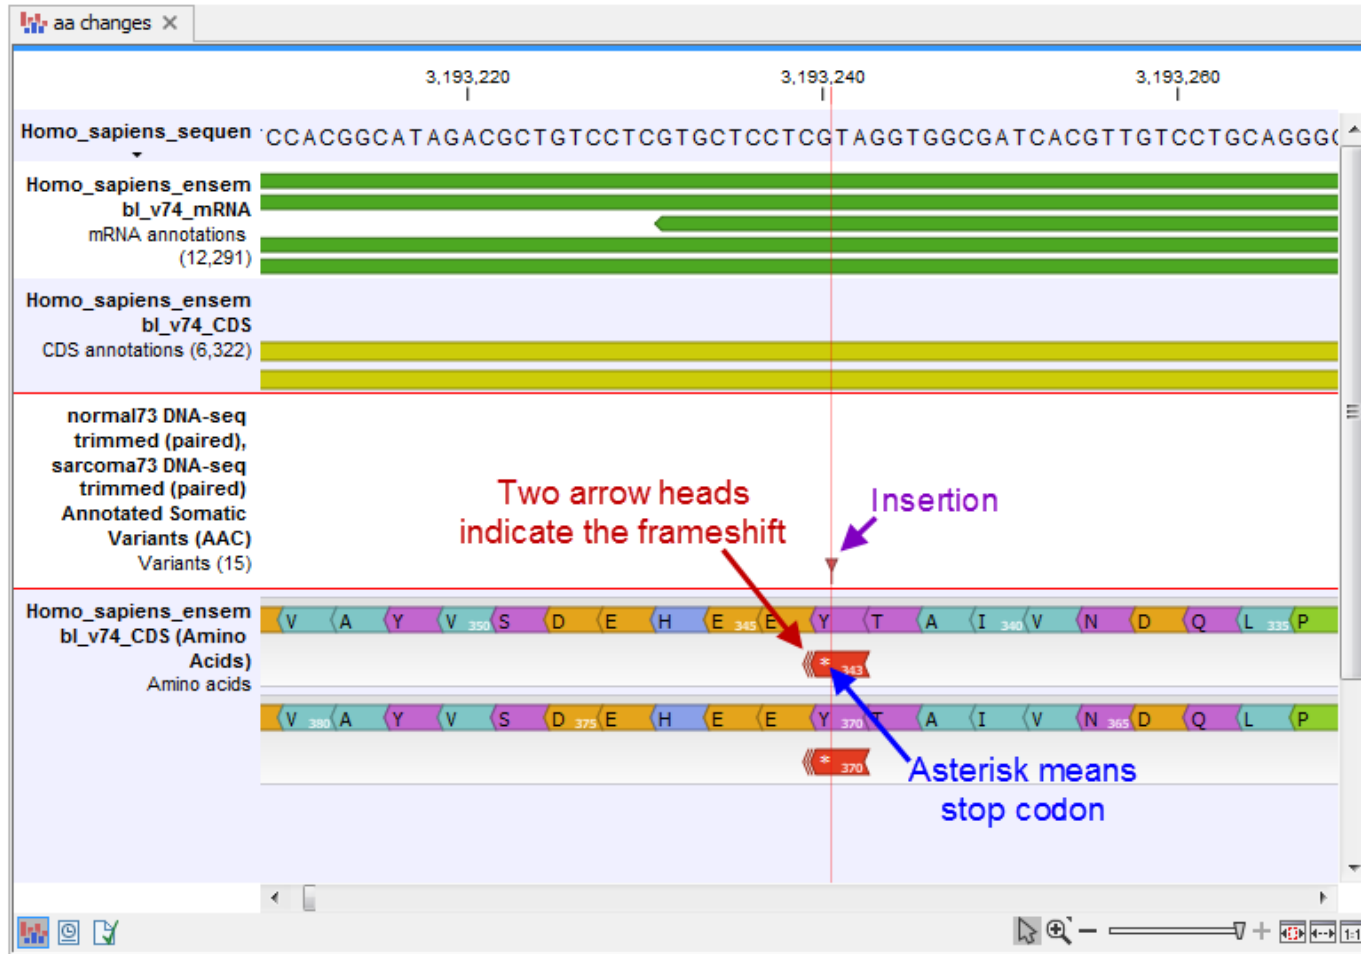 aa changes
3,193,220 3,193,240 3,193,260
Homo_sapiens_sequen CCACGGCATAGACGCTGTCCTCGTGCTCCTCGTAGGTGGCGATCACGTTGTCCTGCAGGG
Homo_sapiens_ensem
bl_v74_mRNA
mRNA annotations
(12,291)
Homo_sapiens_ensem
bl_v74_CDS
CDS annotations (6,322)
normal73 DNA-seq
trimmed (paired),
sarcoma73 DNA-seq
trimmed (paired)
Annotated Somatic
Variants (AAC)
Variants (15)
Two arrow heads
indicate the frameshift
Insertion
Homo_sapiens_ensem
bl_v74_CDS (Amino
Acids)
Amino acids
V A Y V 350 S D E H E 345 E Y T A I 340 V N D Q L 335 P
* 343
V 380 A Y V S D 375 E H E E Y 370 T A I V N 365 D Q L P
* 370
Asterisk means
stop codon
1:1